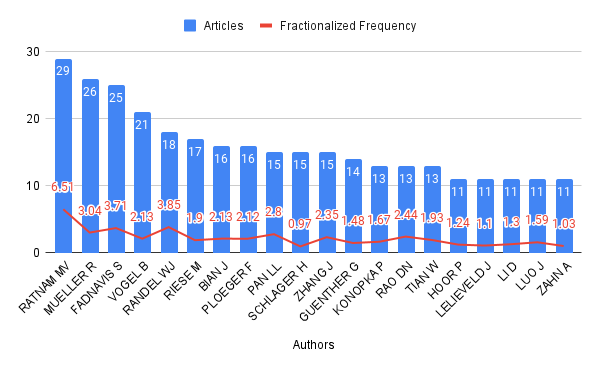 Articles Fractionalized Frequency
30
20
10
0
29 26 25 21 18 17 16 16 15 15 15 14 13 13 13 11 11 11 11 11
6.51 3.04 3.71 2.13 3.85 1.9 2.13 2.12 2.8 0.97 2.35 1.48 1.67 2.44 1.93 1.24 1.1 1.3 1.59 1.03
RATNAM MV
MUELLER R
FADNAVIS S
VOGEL B
RANDEL WJ
RIESE M
BIAN J
PLOEGER F
PAN LL
SCHLAGER H
ZHANG J
GUENTHER G
KONOPKA P
RAO DN
TIAN W
HOOR P
LELIEVELD J
LI D
LUO J
ZAHN A
Authors